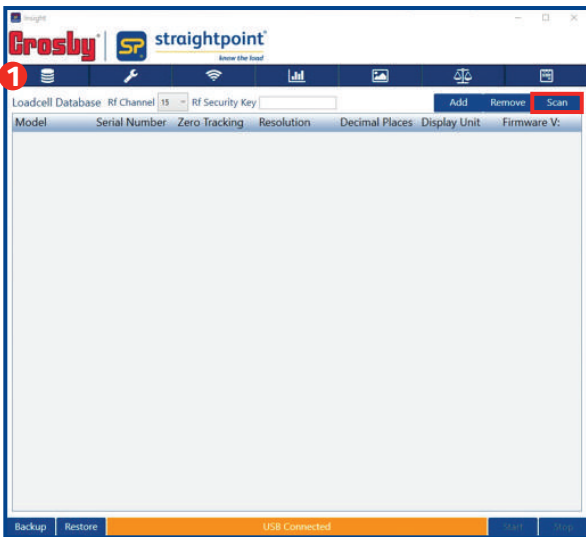 Insight
Crosby SP straightpoint
know the load
1
Loadcell Database Rf Channel 15 Rf Security Key Add Remove Scan
Model Serial Number Zero Tracking Resolution Decimal Places Display Unit Firmware V:
Backup Restore USB Connected Start Stop